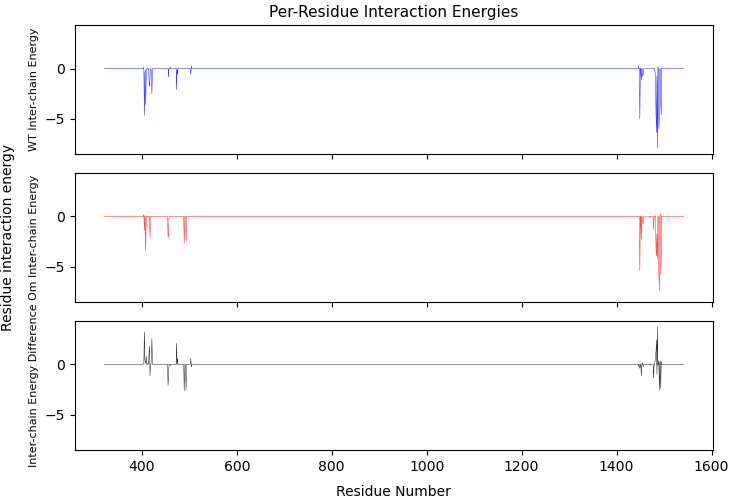 Per-Residue Interaction Energies
Residue interaction energy
WT Inter-chain Energy
0
−5
Om Inter-chain Energy
0
−5
Inter-chain Energy Difference
0
−5
400
600
800
1000
1200
1400
1600
Residue Number